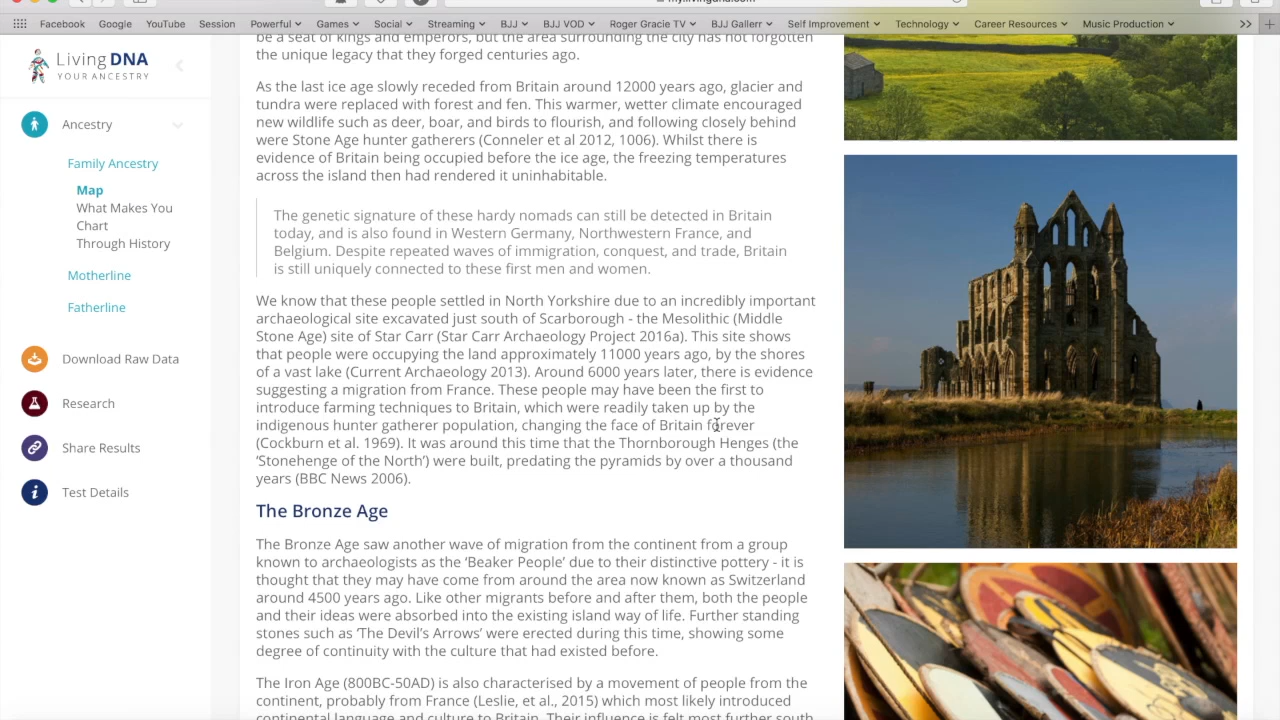 Facebook Google YouTube Session Powerful Games Social Streaming BJJ BJJ VOD Roger Gracie TV BJJ Gallerr Self Improvement Technology Career Resources Music Production
Living DNA
YOUR ANCESTRY
Ancestry
Family Ancestry
Map
What Makes You
Chart
Through History
Motherline
Fatherline
Download Raw Data
Research
Share Results
Test Details
be a seat of kings and emperors, but the area surrounding the city has not forgotten
the unique legacy that they forged centuries ago.
As the last ice age slowly receded from Britain around 12000 years ago, glacier and
tundra were replaced with forest and fen. This warmer, wetter climate encouraged
new wildlife such as deer, boar, and birds to flourish, and following closely behind
were Stone Age hunter gatherers (Conneler et al 2012, 1006). Whilst there is
evidence of Britain being occupied before the ice age, the freezing temperatures
across the island then had rendered it uninhabitable.
The genetic signature of these hardy nomads can still be detected in Britain
today, and is also found in Western Germany, Northwestern France, and
Belgium. Despite repeated waves of immigration, conquest, and trade, Britain
is still uniquely connected to these first men and women.
We know that these people settled in North Yorkshire due to an incredibly important
archaeological site excavated just south of Scarborough - the Mesolithic (Middle
Stone Age) site of Star Carr (Star Carr Archaeology Project 2016a). This site shows
that people were occupying the land approximately 11000 years ago, by the shores
of a vast lake (Current Archaeology 2013). Around 6000 years later, there is evidence
suggesting a migration from France. These people may have been the first to
introduce farming techniques to Britain, which were readily taken up by the
indigenous hunter gatherer population, changing the face of Britain forever
(Cockburn et al. 1969). It was around this time that the Thornborough Henges (the
‘Stonehenge of the North’) were built, predating the pyramids by over a thousand
years (BBC News 2006).
The Bronze Age
The Bronze Age saw another wave of migration from the continent from a group
known to archaeologists as the ‘Beaker People’ due to their distinctive pottery - it is
thought that they may have come from around the area now known as Switzerland
around 4500 years ago. Like other migrants before and after them, both the people
and their ideas were absorbed into the existing island way of life. Further standing
stones such as ‘The Devil’s Arrows’ were erected during this time, showing some
degree of continuity with the culture that had existed before.
The Iron Age (800BC-50AD) is also characterised by a movement of people from the
continent, probably from France (Leslie, et al., 2015) which most likely introduced
continental language and culture to Britain. Their influence is felt most further south